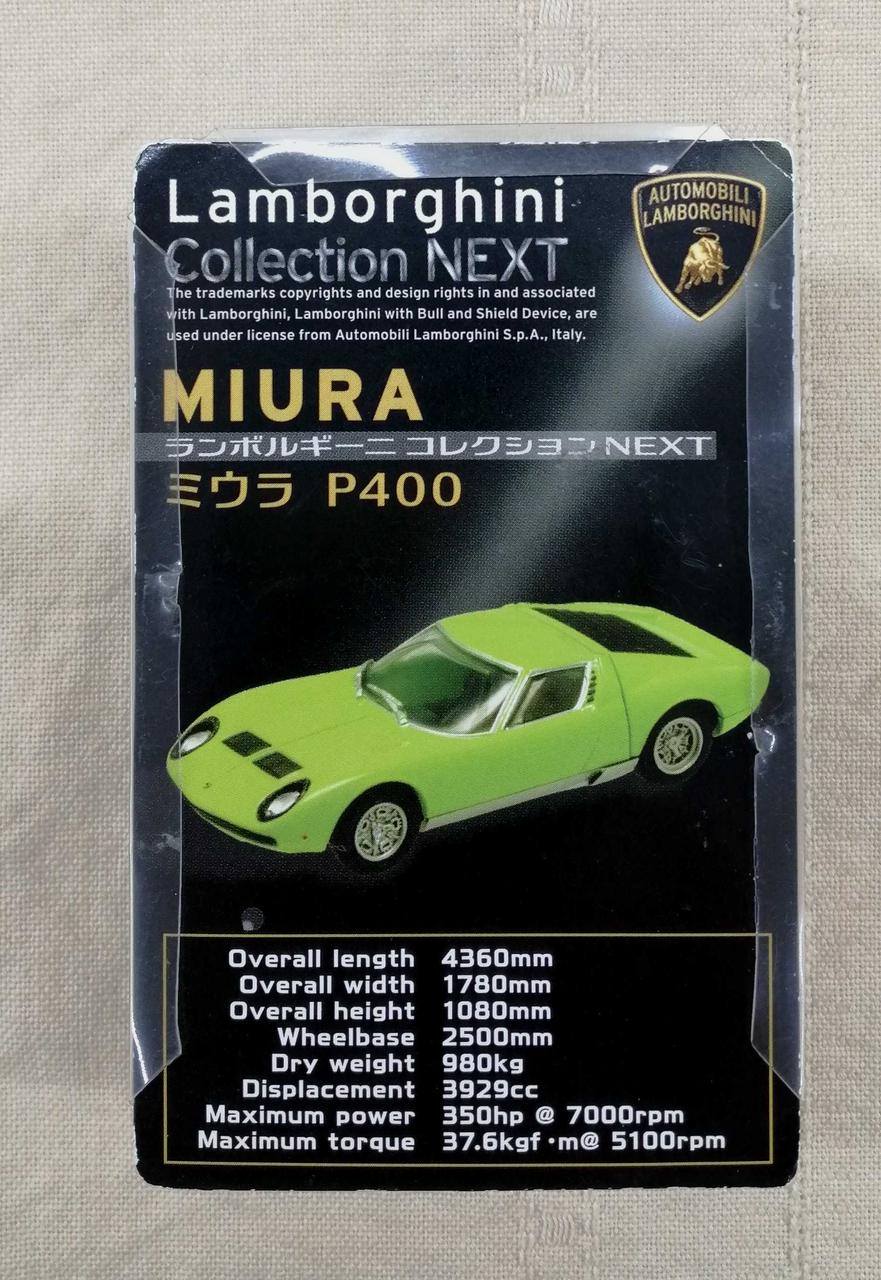 Lamborghini
Collection NEXT
The trademarks copyrights and design rights in and associated
with Lamborghini, Lamborghini with Bull and Shield Device, are
used under license from Automobili Lamborghini S.p.A., Italy.
AUTOMOBILI
LAMBORGHINI
MIURA
ランボルギーニ コレクション NEXT
ミウラ P400
Overall length 4360mm
Overall width 1780mm
Overall height 1080mm
Wheelbase 2500mm
Dry weight 980kg
Displacement 3929cc
Maximum power 350hp @ 7000rpm
Maximum torque 37.6kgf·m@ 5100rpm